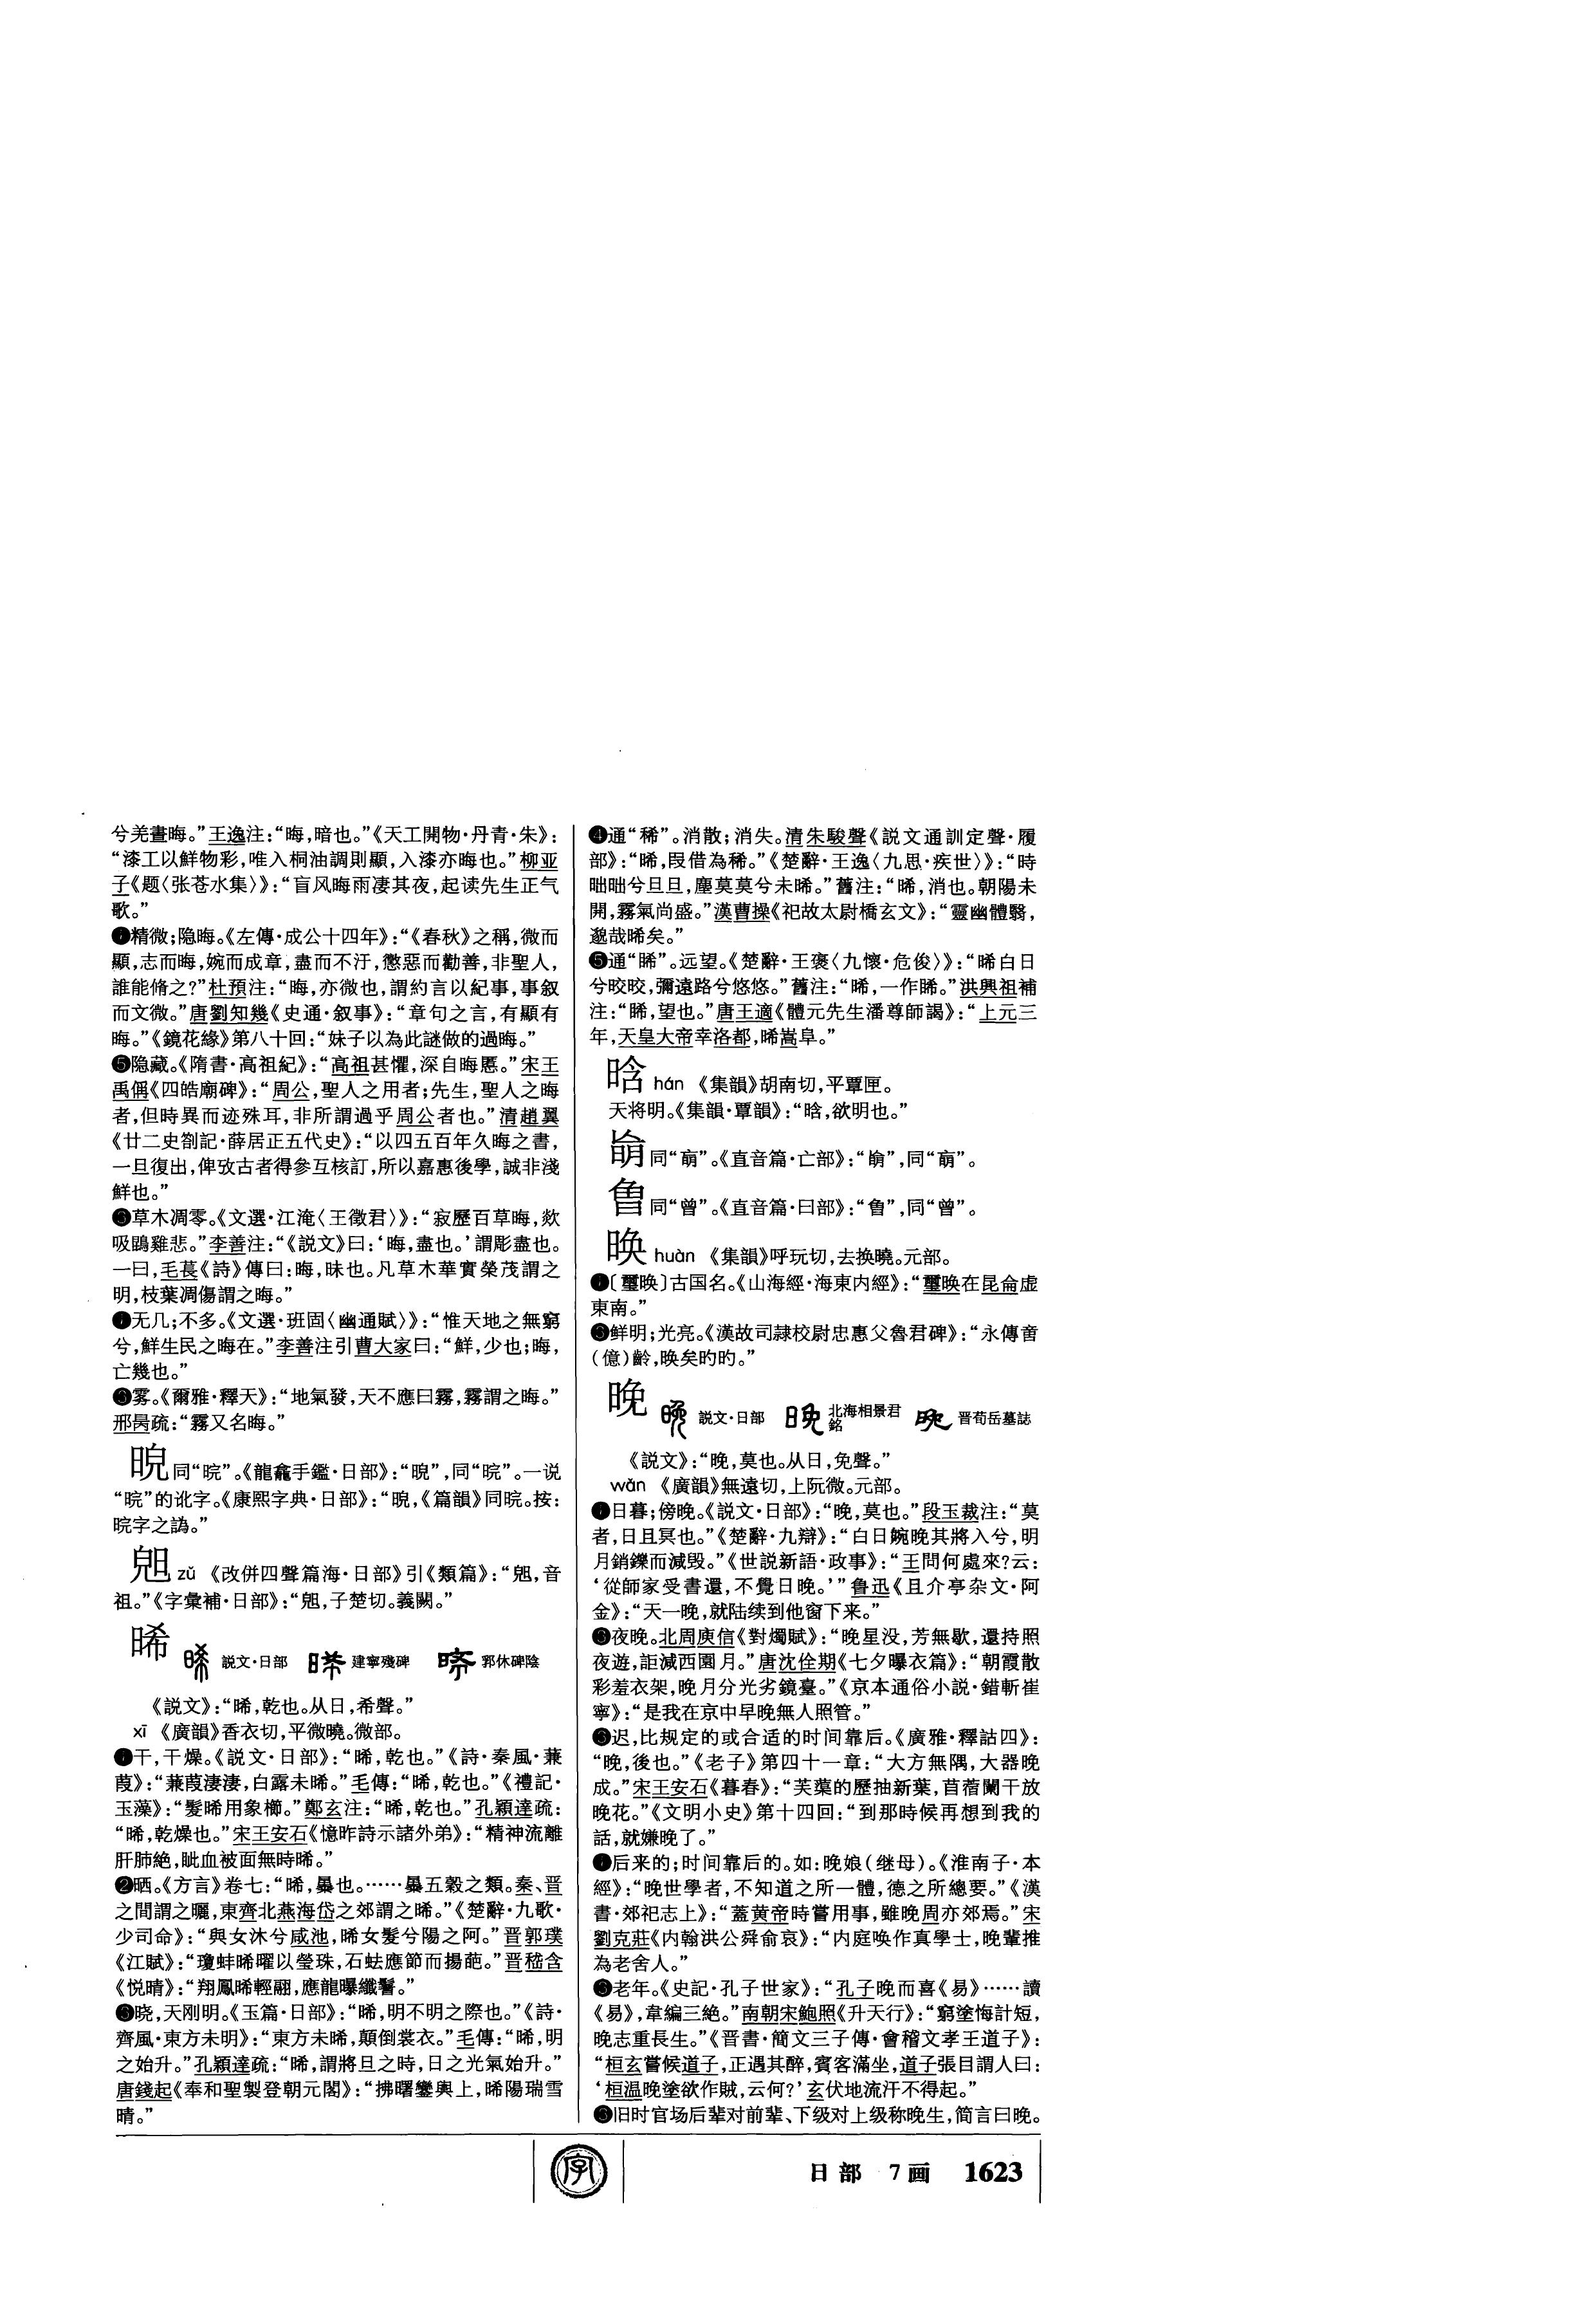 兮羌晝晦。”王逸注：“晦，暗也。”《天工開物·丹青·朱》：
“漆工以鮮物彩，唯入桐油調則顯，入漆亦晦也。”柳亚
子《题〈张苍水集〉》：“盲风晦雨凄其夜，起读先生正气
歌。”
❹精微；隐晦。《左傳·成公十四年》：“《春秋》之稱，微而
顯，志而晦，婉而成章，盡而不汙，懲惡而勸善，非聖人，
誰能脩之？”杜預注：“晦，亦微也，謂約言以紀事，事叙
而文微。”唐劉知幾《史通·叙事》：“章句之言，有顯有
晦。”《鏡花緣》第八十回：“妹子以為此謎做的過晦。”
❺隐藏。《隋書·高祖紀》：“高祖甚懼，深自晦慝。”宋王
禹偁《四皓廟碑》：“周公，聖人之用者；先生，聖人之晦
者，但時異而迹殊耳，非所謂過乎周公者也。”清趙翼
《廿二史劄記·薛居正五代史》：“以四五百年久晦之書，
一旦復出，俾攷古者得參互核訂，所以嘉惠後學，誠非淺
鮮也。”
❻草木凋零。《文選·江淹〈王徵君〉》：“寂歷百草晦，欻
吸鵾雞悲。”李善注：“《説文》曰：‘晦，盡也。’謂彫盡也。
一曰，毛萇《詩》傳曰：晦，昧也。凡草木華實榮茂謂之
明，枝葉凋傷謂之晦。”
❼无几；不多。《文選·班固〈幽通賦〉》：“惟天地之無窮
兮，鮮生民之晦在。”李善注引曹大家曰：“鮮，少也；晦，
亡幾也。”
❽雾。《爾雅·釋天》：“地氣發，天不應曰霧，霧謂之晦。”
邢昺疏：“霧又名晦。”
晲同“晥”。《龍龕手鑑·日部》：“晲”，同“晥”。一说
“晥”的讹字。《康熙字典·日部》：“晲，《篇韻》同晥。按：
晥字之譌。”
zǔ 《改併四聲篇海·日部》引《類篇》：“，音
祖。”《字彙補·日部》：“，子楚切。義闕。”
晞 説文·日部 建寧殘碑 郭休碑陰
《説文》：“晞，乾也。从日，希聲。”
xī 《廣韻》香衣切，平微曉。微部。
❶干，干燥。《説文·日部》：“晞，乾也。”《詩·秦風·蒹
葭》：“蒹葭淒淒，白露未晞。”毛傳：“晞，乾也。”《禮記·
玉藻》：“髮晞用象櫛。”鄭玄注：“晞，乾也。”孔穎達疏：
“晞，乾燥也。”宋王安石《憶昨詩示諸外弟》：“精神流離
肝肺絶，眦血被面無時晞。”
❷晒。《方言》卷七：“晞，㬥也。……㬥五穀之類。秦、晋
之間謂之曬，東齊北燕海岱之郊謂之晞。”《楚辭·九歌·
少司命》：“與女沐兮咸池，晞女髮兮陽之阿。”晋郭璞
《江賦》：“瓊蚌晞曜以瑩珠，石蚨應節而揚葩。”晋嵇含
《悦晴》：“翔鳳晞輕翮，應龍曝纖鬐。”
❸晓，天刚明。《玉篇·日部》：“晞，明不明之際也。”《詩·
齊風·東方未明》：“東方未晞，顛倒裳衣。”毛傳：“晞，明
之始升。”孔穎達疏：“晞，謂將旦之時，日之光氣始升。”
唐錢起《奉和聖製登朝元閣》：“拂曙鑾輿上，晞陽瑞雪
晴。”
❹通“稀”。消散；消失。清朱駿聲《説文通訓定聲·履
部》：“晞，叚借為稀。”《楚辭·王逸〈九思·疾世〉》：“時
昢昢兮旦旦，塵莫莫兮未晞。”舊注：“晞，消也。朝陽未
開，霧氣尚盛。”漢曹操《祀故太尉橋玄文》：“靈幽體翳，
邈哉晞矣。”
❺通“睎”。远望。《楚辭·王褒〈九懷·危俊〉》：“晞白日
兮皎皎，彌遠路兮悠悠。”舊注：“晞，一作睎。”洪興祖補
注：“睎，望也。”唐王適《體元先生潘尊師碣》：“上元三
年，天皇大帝幸洛都，晞嵩阜。”
晗 hán 《集韻》胡南切，平覃匣。
天将明。《集韻·覃韻》：“晗，欲明也。”
同“萌”。《直音篇·亡部》：“”，同“萌”。
同“曾”。《直音篇·曰部》：“”，同“曾”。
晚 huàn 《集韻》呼玩切，去换曉。元部。
❶〔璽㬇〕古国名。《山海經·海東内經》：“璽㬇在昆侖虚
東南。”
❷鲜明；光亮。《漢故司隸校尉忠惠父魯君碑》：“永傳啻
（億）齡，㬇矣旳旳。”
晚 説文·日部 北海相景君銘 晋荀岳墓誌
《説文》：“晚，莫也。从日，免聲。”
wǎn 《廣韻》無遠切，上阮微。元部。
❶日暮；傍晚。《説文·日部》：“晚，莫也。”段玉裁注：“莫
者，日且冥也。”《楚辭·九辯》：“白日晼晚其將入兮，明
月銷鑠而減毁。”《世説新語·政事》：“王問何處來？云：
‘從師家受書還，不覺日晚。’”鲁迅《且介亭杂文·阿
金》：“天一晚，就陆续到他窗下来。”
❷夜晚。北周庾信《對燭賦》：“晚星没，芳無歇，還持照
夜遊，詎減西園月。”唐沈佺期《七夕曝衣篇》：“朝霞散
彩羞衣架，晚月分光劣鏡臺。”《京本通俗小説·錯斬崔
寧》：“是我在京中早晚無人照管。”
❸迟，比规定的或合适的时间靠后。《廣雅·釋詁四》：
“晚，後也。”《老子》第四十一章：“大方無隅，大器晚
成。”宋王安石《暮春》：“芙蕖的歷抽新葉，苜蓿闌干放
晚花。”《文明小史》第十四回：“到那時候再想到我的
話，就嫌晚了。”
❹后来的；时间靠后的。如：晚娘（继母）。《淮南子·本
經》：“晚世學者，不知道之所一體，德之所總要。”《漢
書·郊祀志上》：“蓋黄帝時嘗用事，雖晚周亦郊焉。”宋
劉克莊《内翰洪公舜俞哀》：“内庭唤作真學士，晚輩推
為老舍人。”
❺老年。《史記·孔子世家》：“孔子晚而喜《易》……讀
《易》，韋編三絶。”南朝宋鮑照《升天行》：“窮塗悔計短，
晚志重長生。”《晋書·簡文三子傳·會稽文孝王道子》：
“桓玄嘗候道子，正遇其醉，賓客滿坐，道子張目謂人曰：
‘桓温晚塗欲作賊，云何？’玄伏地流汗不得起。”
❻旧时官场后辈对前辈、下级对上级称晚生，简言曰晚。
字
日部 7画 1623